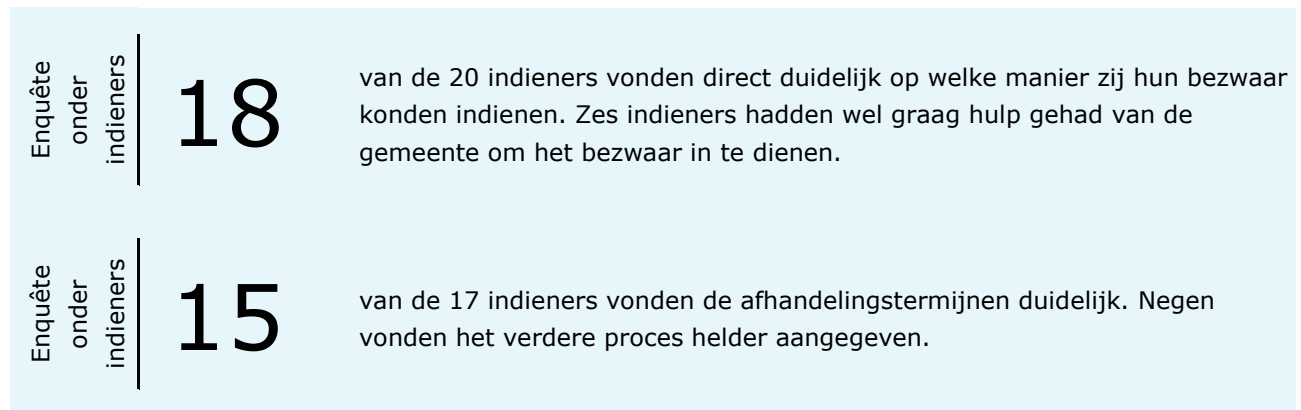 Enquête
onder
indieners
18
van de 20 indieners vonden direct duidelijk op welke manier zij hun bezwaar
konden indienen. Zes indieners hadden wel graag hulp gehad van de
gemeente om het bezwaar in te dienen.
Enquête
onder
indieners
15
van de 17 indieners vonden de afhandelingstermijnen duidelijk. Negen
vonden het verdere proces helder aangegeven.